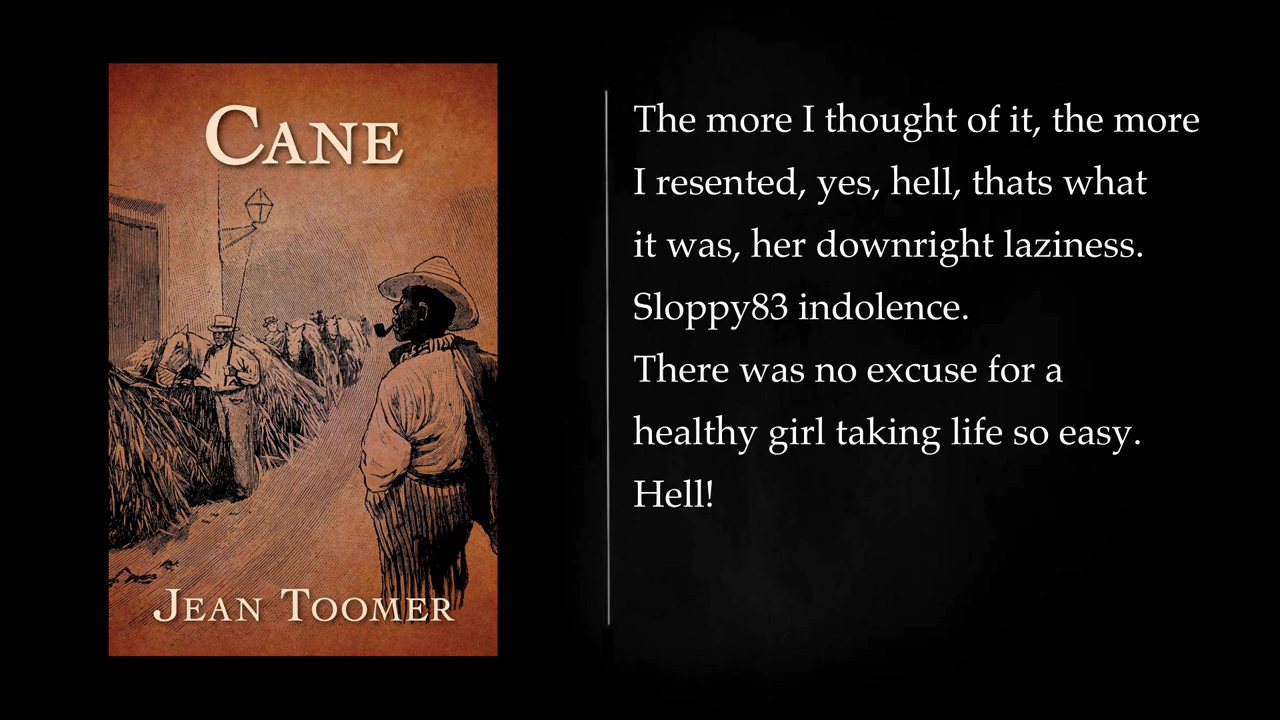 CANE
JEAN TOOMER
The more I thought of it, the more
I resented, yes, hell, thats what
it was, her downright laziness.
Sloppy83 indolence.
There was no excuse for a
healthy girl taking life so easy.
Hell!